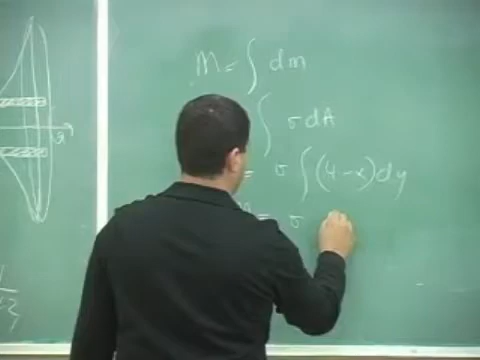 M = ∫ dm
∫ σ dA
= σ ∫ (4 - x) dy
= σ
x